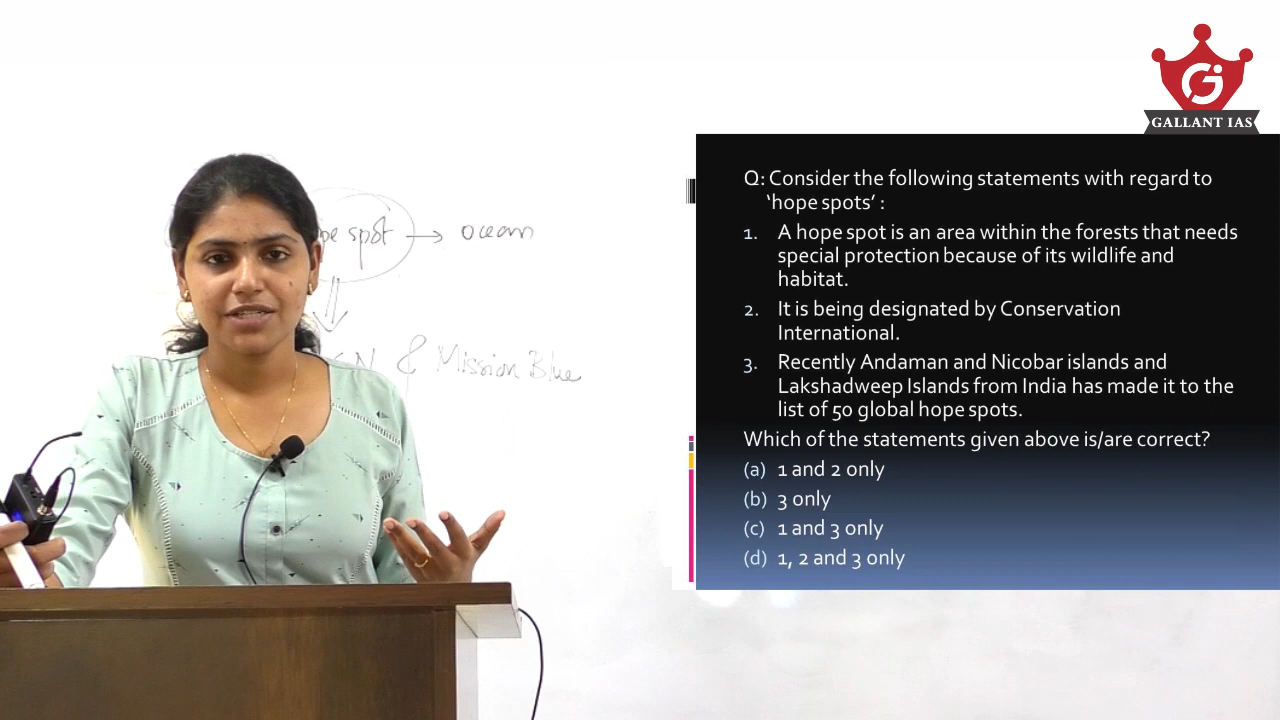 GALLANT IAS
spot → ocean
& Mission Blue
Q: Consider the following statements with regard to
‘hope spots’ :
1. A hope spot is an area within the forests that needs
special protection because of its wildlife and
habitat.
2. It is being designated by Conservation
International.
3. Recently Andaman and Nicobar islands and
Lakshadweep Islands from India has made it to the
list of 50 global hope spots.
Which of the statements given above is/are correct?
(a) 1 and 2 only
(b) 3 only
(c) 1 and 3 only
(d) 1, 2 and 3 only